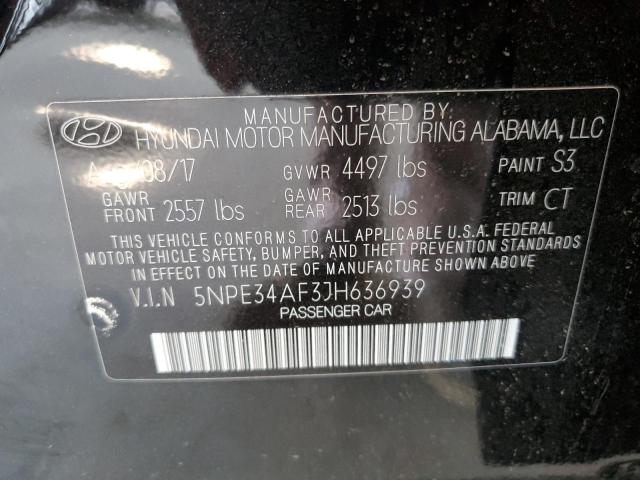 MANUFACTURED BY:
HYUNDAI MOTOR MANUFACTURING ALABAMA, LLC
Aug/08/17 GVWR 4497 lbs PAINT S3
GAWR FRONT 2557 lbs GAWR REAR 2513 lbs TRIM CT
THIS VEHICLE CONFORMS TO ALL APPLICABLE U.S.A. FEDERAL
MOTOR VEHICLE SAFETY, BUMPER, AND THEFT PREVENTION STANDARDS
IN EFFECT ON THE DATE OF MANUFACTURE SHOWN ABOVE.
V.I.N 5NPE34AF3JH636939
PASSENGER CAR